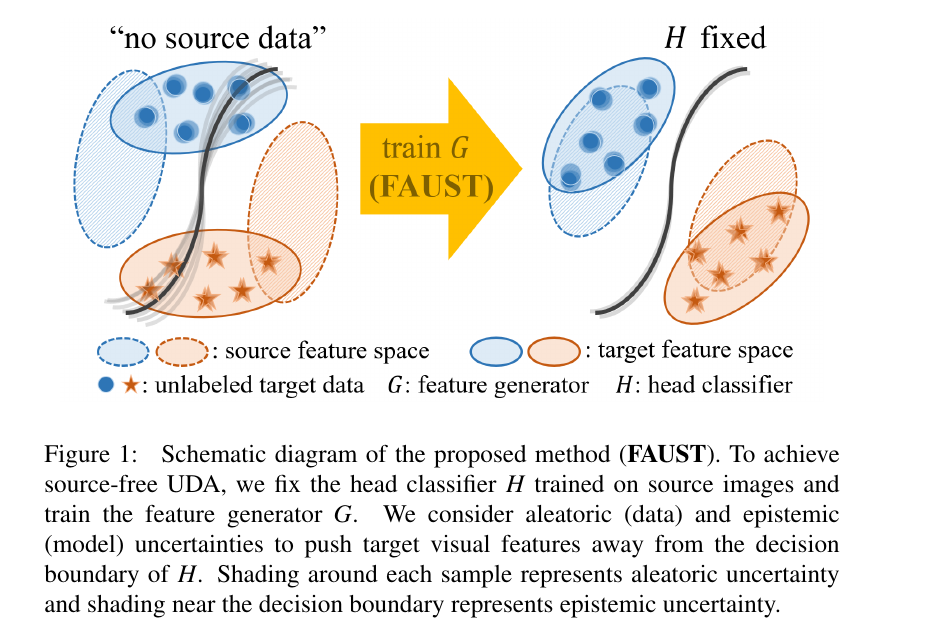 “no source data”
H fixed
train G
(FAUST)
: source feature space
: target feature space
: unlabeled target data G: feature generator H: head classifier
Figure 1: Schematic diagram of the proposed method (FAUST). To achieve
source-free UDA, we fix the head classifier H trained on source images and
train the feature generator G. We consider aleatoric (data) and epistemic
(model) uncertainties to push target visual features away from the decision
boundary of H. Shading around each sample represents aleatoric uncertainty
and shading near the decision boundary represents epistemic uncertainty.